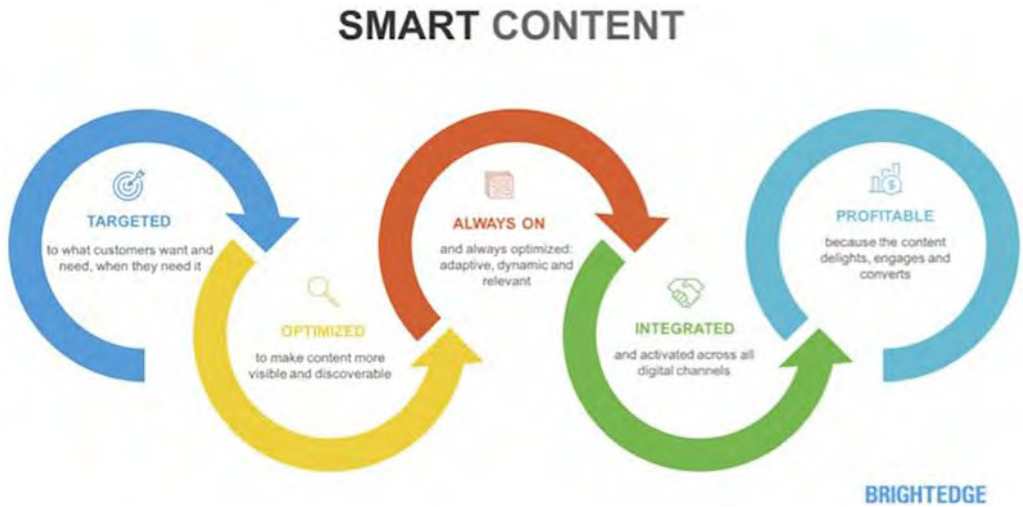 SMART CONTENT
TARGETED
to what customers want and
need, when they need it
OPTIMIZED
to make content more
visible and discoverable
ALWAYS ON
and always optimized:
adaptive, dynamic and
relevant
INTEGRATED
and activated across all
digital channels
PROFITABLE
because the content
delights, engages and
converts
BRIGHTEDGE